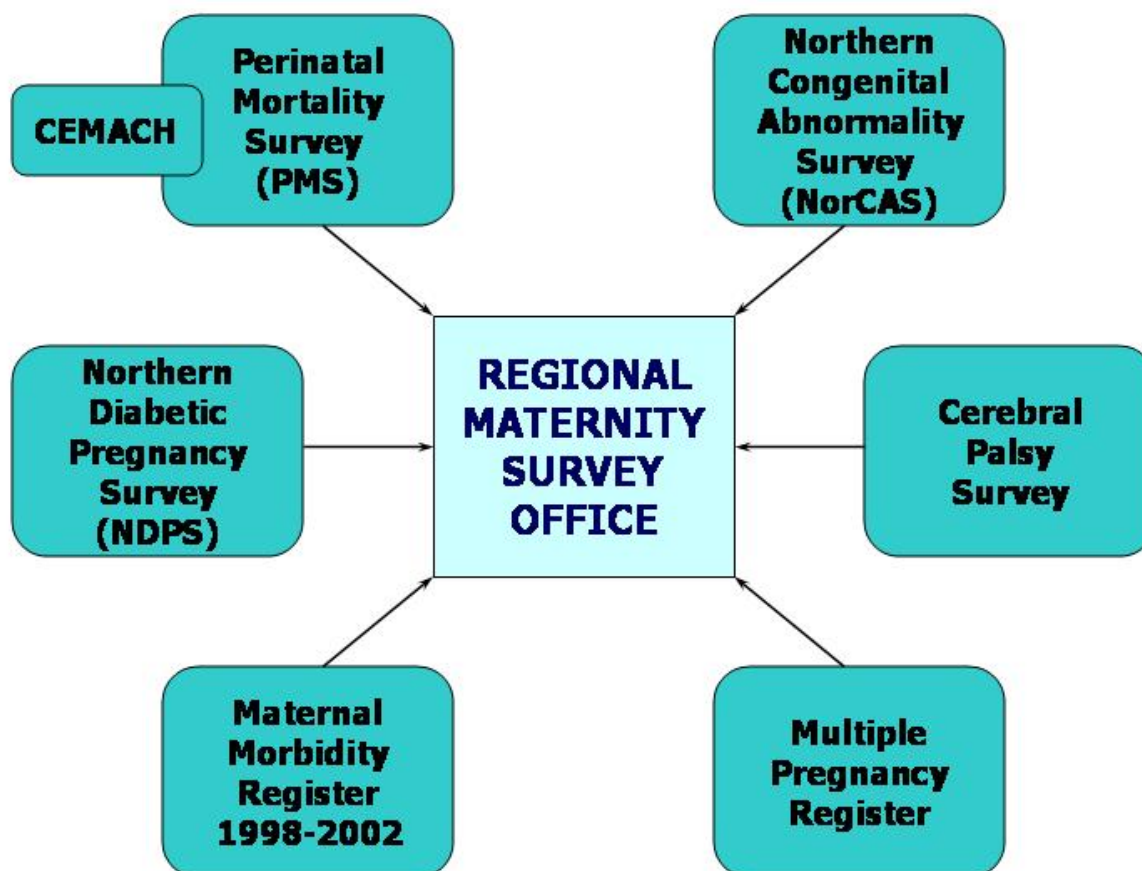 Perinatal
Mortality
Survey
(PMS)
CEMACH
Northern
Congenital
Abnormality
Survey
(NorCAS)
Northern
Diabetic
Pregnancy
Survey
(NDPS)
REGIONAL
MATERNITY
SURVEY
OFFICE
Cerebral
Palsy
Survey
Maternal
Morbidity
Register
1998-2002
Multiple
Pregnancy
Register